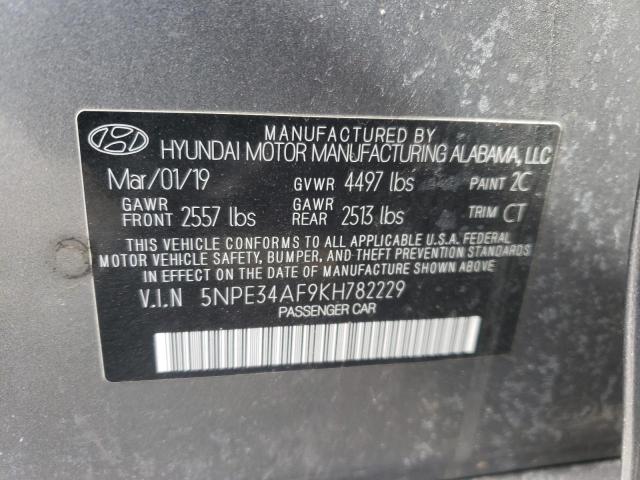 MANUFACTURED BY
HYUNDAI MOTOR MANUFACTURING ALABAMA, LLC
Mar/01/19 GVWR 4497 lbs PAINT 2C
GAWR FRONT 2557 lbs GAWR REAR 2513 lbs TRIM CT
THIS VEHICLE CONFORMS TO ALL APPLICABLE U.S.A. FEDERAL
MOTOR VEHICLE SAFETY, BUMPER, AND THEFT PREVENTION STANDARDS
IN EFFECT ON THE DATE OF MANUFACTURE SHOWN ABOVE.
V.I.N 5NPE34AF9KH782229
PASSENGER CAR